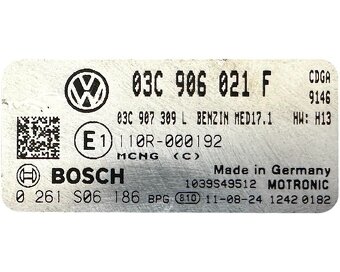 03C 906 021 F CDGA
9146
03C 907 309 L BENZIN MED17.1 HW: H13
E1 110R-000192
MCNG (C)
BOSCH Made in Germany
1039S49512 MOTRONIC
0 261 S06 186 BPG 810 11-08-24 1242 0182